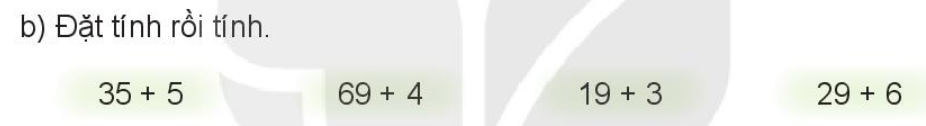 b) Đặt tính rồi tính.
35 + 5 69 + 4 19 + 3 29 + 6